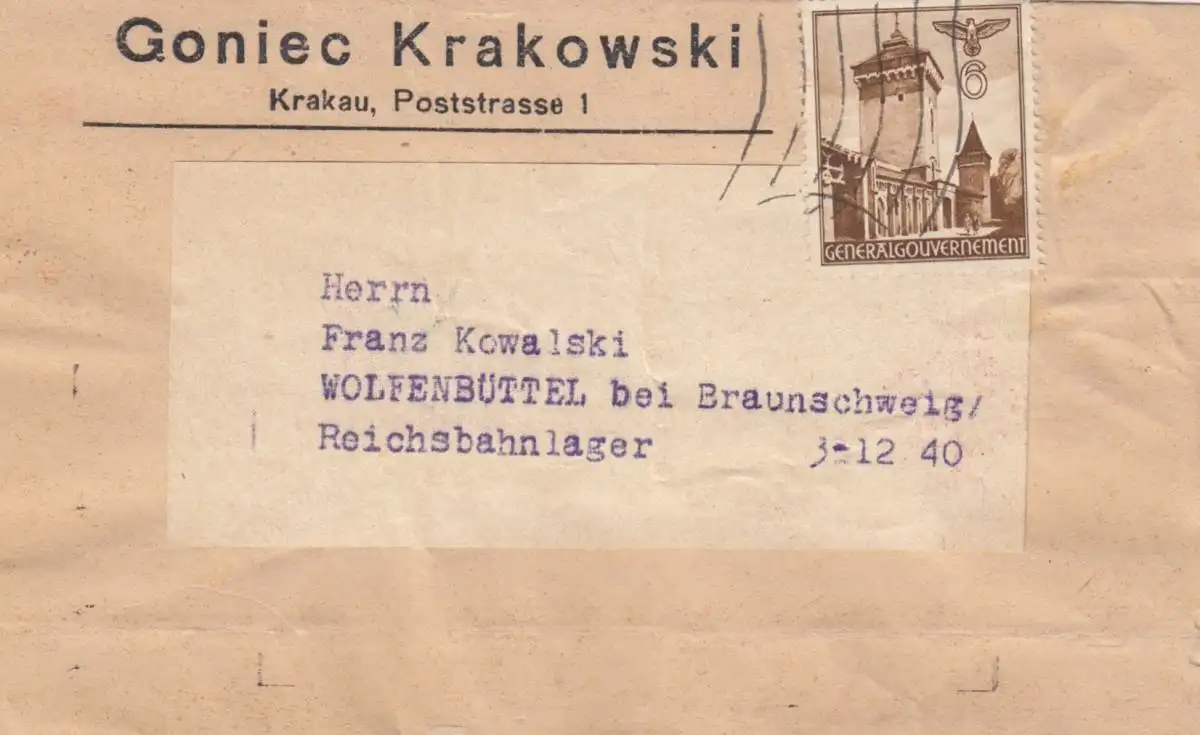 Goniec Krakowski
Krakau, Poststrasse 1
6
GENERALGOUVERNEMENT
Herrn
Franz Kowalski
WOLFENBÜTTEL bei Braunschweig/
Reichsbahnlager 3-12 40